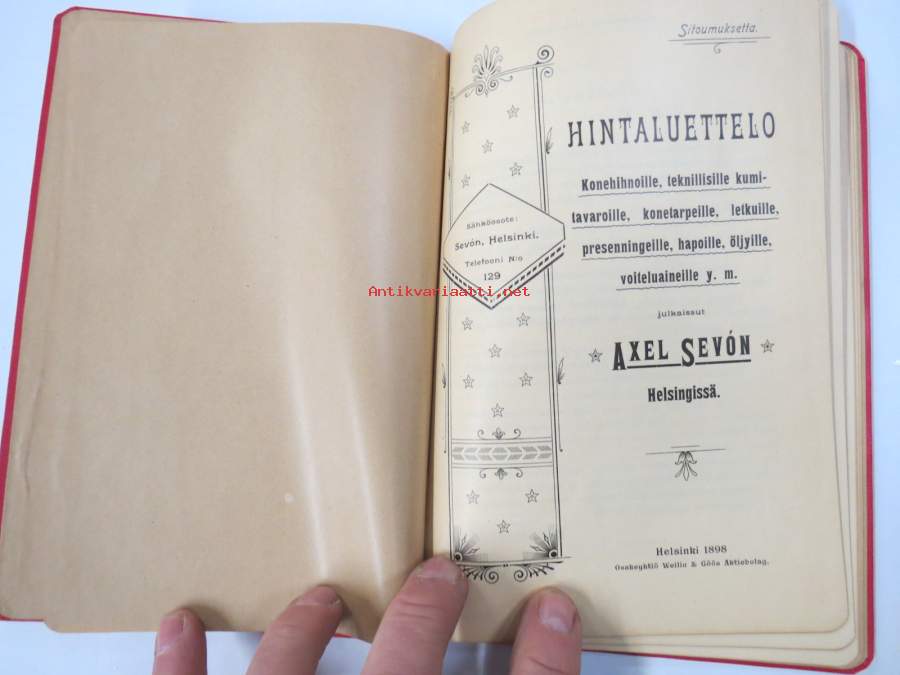 Sitoumuksetta.
HINTALUETTELO
Konehihnoille, teknillisille kumi-
tavaroille, konetarpeille, letkuille,
presenningeille, hapoille, öljyille,
voiteluaineille y. m.
julkaissut
AXEL SEVÓN
Helsingissä.
Helsinki 1898
Osakeyhtiö Weilin & Göös Aktiebolag.
Sähköosote:
Sevón, Helsinki.
Telefooni N:o
129
Antikvariaatti.net